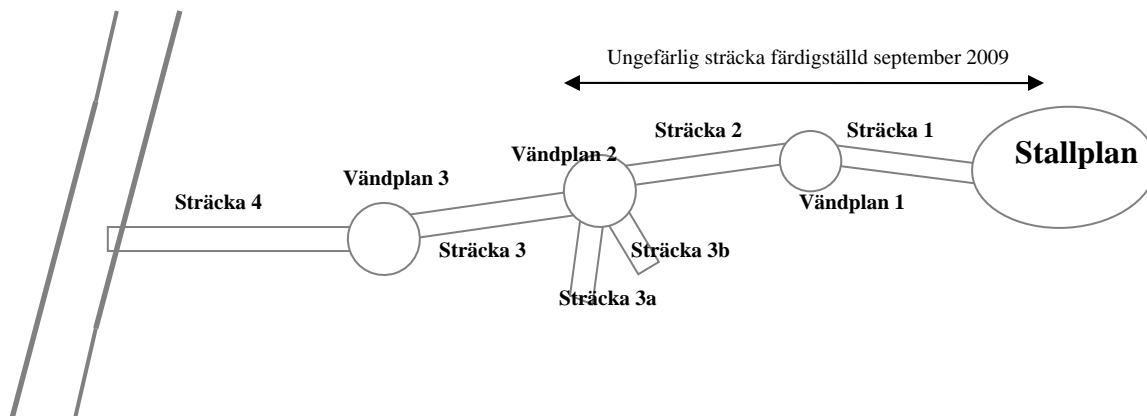 Ungefärlig sträcka färdigställd september 2009
Sträcka 2
Sträcka 1
Stallplan
Vändplan 2
Vändplan 3
Sträcka 4
Vändplan 1
Sträcka 3
Sträcka 3b
Sträcka 3a